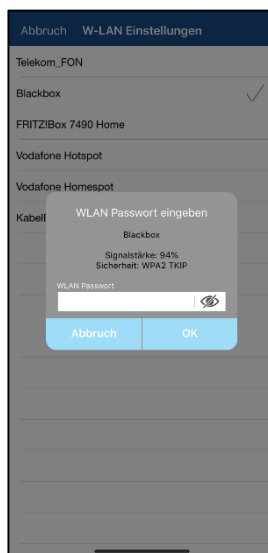 Abbruch W-LAN Einstellungen
Telekom_FON
Blackbox
FRITZ!Box 7490 Home
Vodafone Hotspot
Vodafone Homespot
WLAN Passwort eingeben
Blackbox
Signalstärke: 94%
Sicherheit: WPA2 TKIP
WLAN Passwort
Abbruch OK